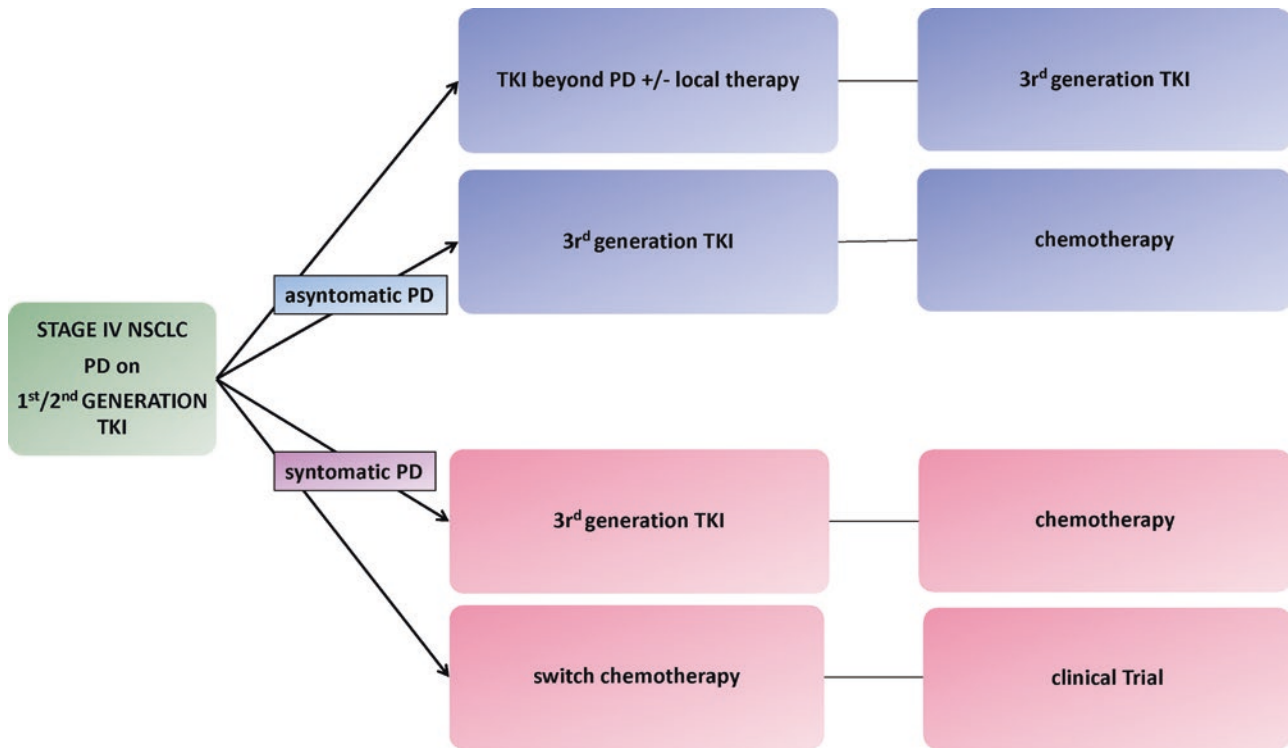 TKI beyond PD +/- local therapy
3rd generation TKI
3rd generation TKI
chemotherapy
asyntomatic PD
STAGE IV NSCLC
PD on
1st/2nd GENERATION
TKI
syntomatic PD
3rd generation TKI
chemotherapy
switch chemotherapy
clinical Trial